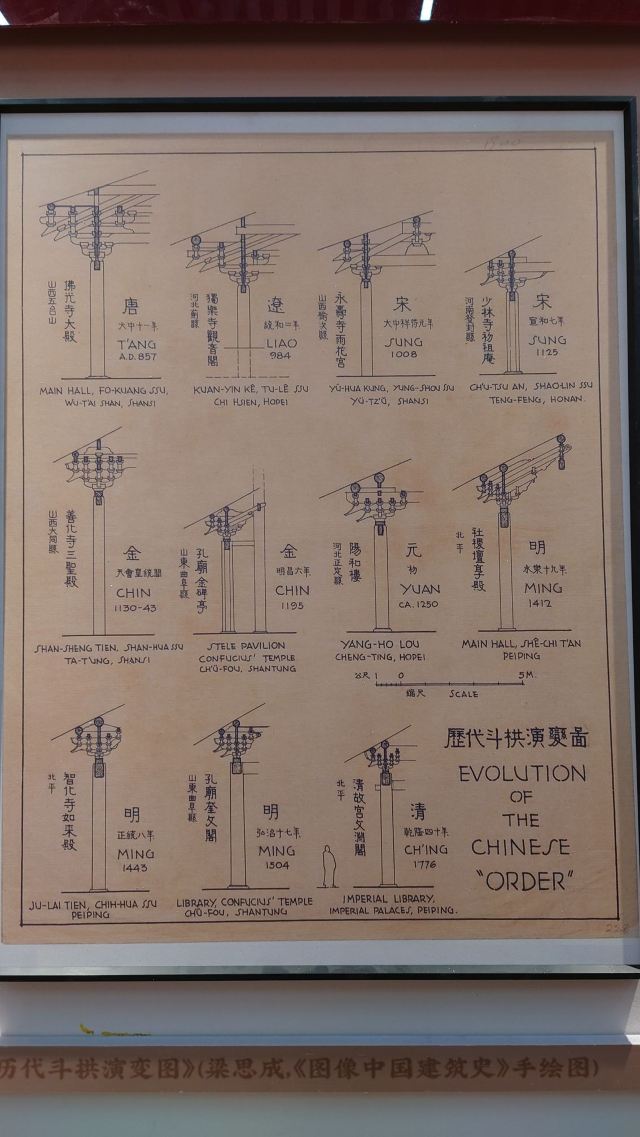 佛光寺大殿
山西五台山
唐
大中十一年
T'ANG
A.D. 857
MAIN HALL, FO-KUANG SSU,
WU-T'AI SHAN, SHANSI
獨樂寺觀音閣
河北薊縣
遼
統和二年
LIAO
984
KUAN-YIN KÊ, TU-LÊ SSU
CHI HSIEN, HOPEI
永壽寺雨花宮
山西榆次縣
宋
大中祥符元年
SUNG
1008
YÜ-HUA KUNG, YUNG-SHOU SSU
YÜ-TZ'Ŭ, SHANSI
少林寺初祖庵
河南登封縣
宋
宣和七年
SUNG
1125
CH'U-TSU AN, SHAO-LIN SSU
TENG-FENG, HONAN.
善化寺三聖殿
山西大同縣
金
天會皇統間
CHIN
1130-43
SHAN-SHENG TIEN, SHAN-HUA SSU
TA-T'UNG, SHANSI
孔廟金碑亭
山東曲阜縣
金
明昌六年
CHIN
1195
STELE PAVILION
CONFUCIUS' TEMPLE
CH'Ü-FOU, SHANTUNG
陽和樓
河北正定縣
元
初
YUAN
CA. 1250
YANG-HO LOU
CHENG-TING, HOPEI
社稷壇享殿
北平
明
永樂十九年
MING
1412
MAIN HALL, SHÊ-CHI T'AN
PEIPING
公尺 1 0 5 M.
縮尺 SCALE
智化寺如來殿
北平
明
正統八年
MING
1443
JU-LAI TIEN, CHIH-HUA SSU
PEIPING
孔廟奎文閣
山東曲阜縣
明
弘治十七年
MING
1504
LIBRARY, CONFUCIUS' TEMPLE
CHÜ-FOU, SHANTUNG
清故宮文淵閣
北平
清
乾隆四十年
CH'ING
1776
IMPERIAL LIBRARY,
IMPERIAL PALACES, PEIPING.
歷代斗拱演變圖
EVOLUTION
OF
THE
CHINESE
"ORDER"
历代斗拱演变图》(梁思成,《图像中国建筑史》手绘图)